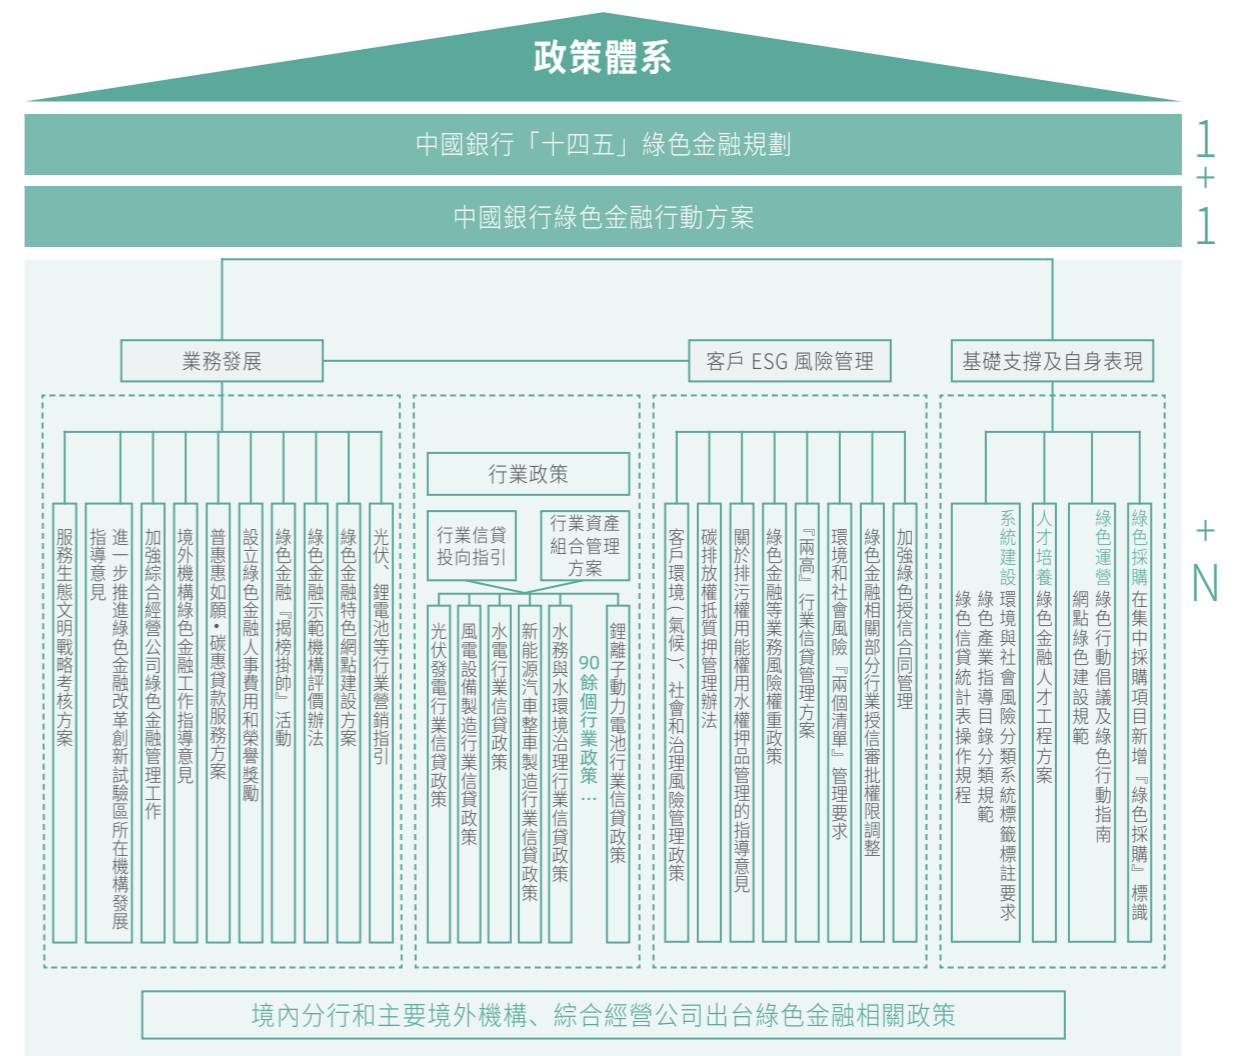 政策體系
中國銀行「十四五」綠色金融規劃
1
+
中國銀行綠色金融行動方案
1
業務發展
客戶 ESG 風險管理
基礎支撐及自身表現
服務生態文明戰略考核方案
進一步推進綠色金融改革創新試驗區所在機構發展
指導意見
加強綜合經營公司綠色金融管理工作
境外機構綠色金融工作指導意見
普惠惠如願•碳惠貸款服務方案
設立綠色金融人事費用和榮譽獎勵
綠色金融『揭榜掛帥』活動
綠色金融示範機構評價辦法
綠色金融特色網點建設方案
光伏、鋰電池等行業營銷指引
行業政策
行業信貸
投向指引
行業資產
組合管理
方案
光伏發電行業信貸政策
風電設備製造行業信貸政策
水電行業信貸政策
新能源汽車整車製造行業信貸政策
水務與水環境治理行業信貸政策
90餘個行業政策…
鋰離子動力電池行業信貸政策
客戶環境(氣候)、社會和治理風險管理政策
碳排放權抵質押管理辦法
關於排污權用能權用水權押品管理的指導意見
綠色金融等業務風險權重政策
『兩高』行業信貸管理方案
環境和社會風險『兩個清單』管理要求
綠色金融相關部分行業授信審批權限調整
加強綠色授信合同管理
系統建設
環境與社會風險分類系統標籤標註要求
綠色產業指導目錄分類規範
綠色信貸統計表操作規程
人才培養
綠色金融人才工程方案
綠色運營
綠色行動倡議及綠色行動指南
網點綠色建設規範
綠色採購
在集中採購項目新增『綠色採購』標識
+
N
境內分行和主要境外機構、綜合經營公司出台綠色金融相關政策